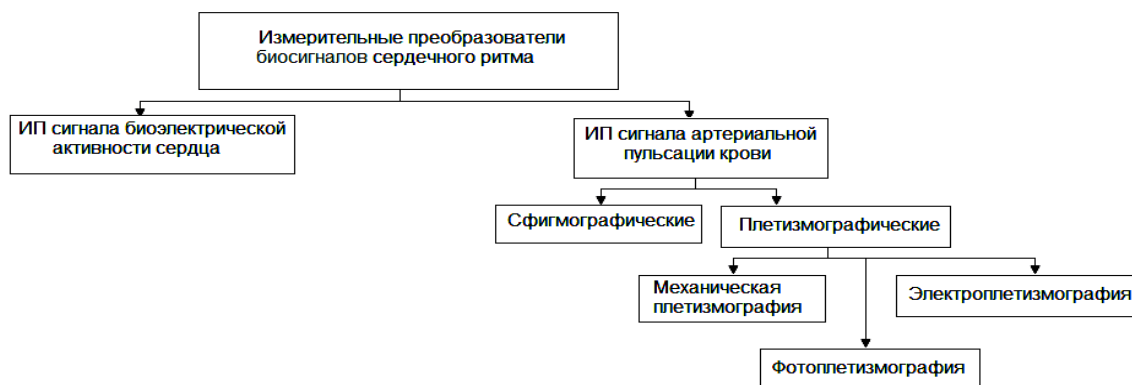 Измерительные преобразователи
биосигналов сердечного ритма
ИП сигнала биоэлектрической
активности сердца
ИП сигнала артериальной
пульсации крови
Сфигмографические
Плетизмографические
Механическая
плетизмография
Электроплетизмография
Фотоплетизмография